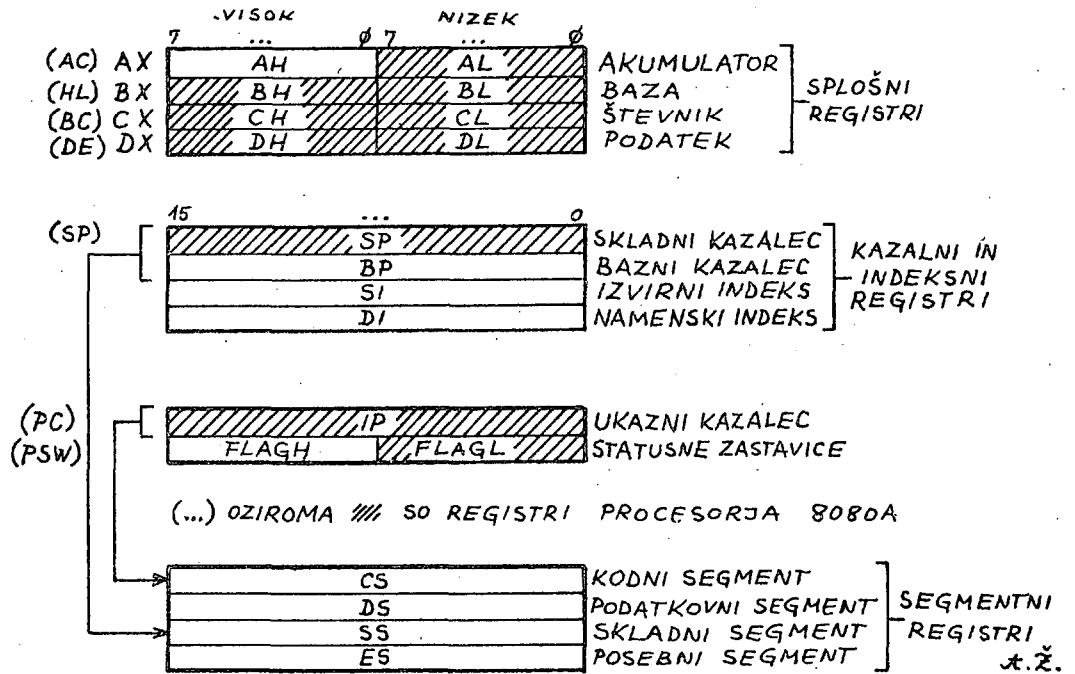 VISOK NIZEK
7 ... 0 7 ... 0
(AC) AX AH AL AKUMULATOR
(HL) BX BH BL BAZA SPLOŠNI
(BC) CX CH CL ŠTEVNIK REGISTRI
(DE) DX DH DL PODATEK
15 ... 0
(SP) SP SKLADNI KAZALEC KAZALNI IN
BP BAZNI KAZALEC INDEKSNI
SI IZVIRNI INDEKS REGISTRI
DI NAMENSKI INDEKS
(PC) IP UKAZNI KAZALEC
(PSW) FLAGH FLAGL STATUSNE ZASTAVICE
(...) OZIROMA //// SO REGISTRI PROCESORJA 8080A
CS KODNI SEGMENT
DS PODATKOVNI SEGMENT SEGMENTNI
SS SKLADNI SEGMENT REGISTRI
ES POSEBNI SEGMENT A.Ž.